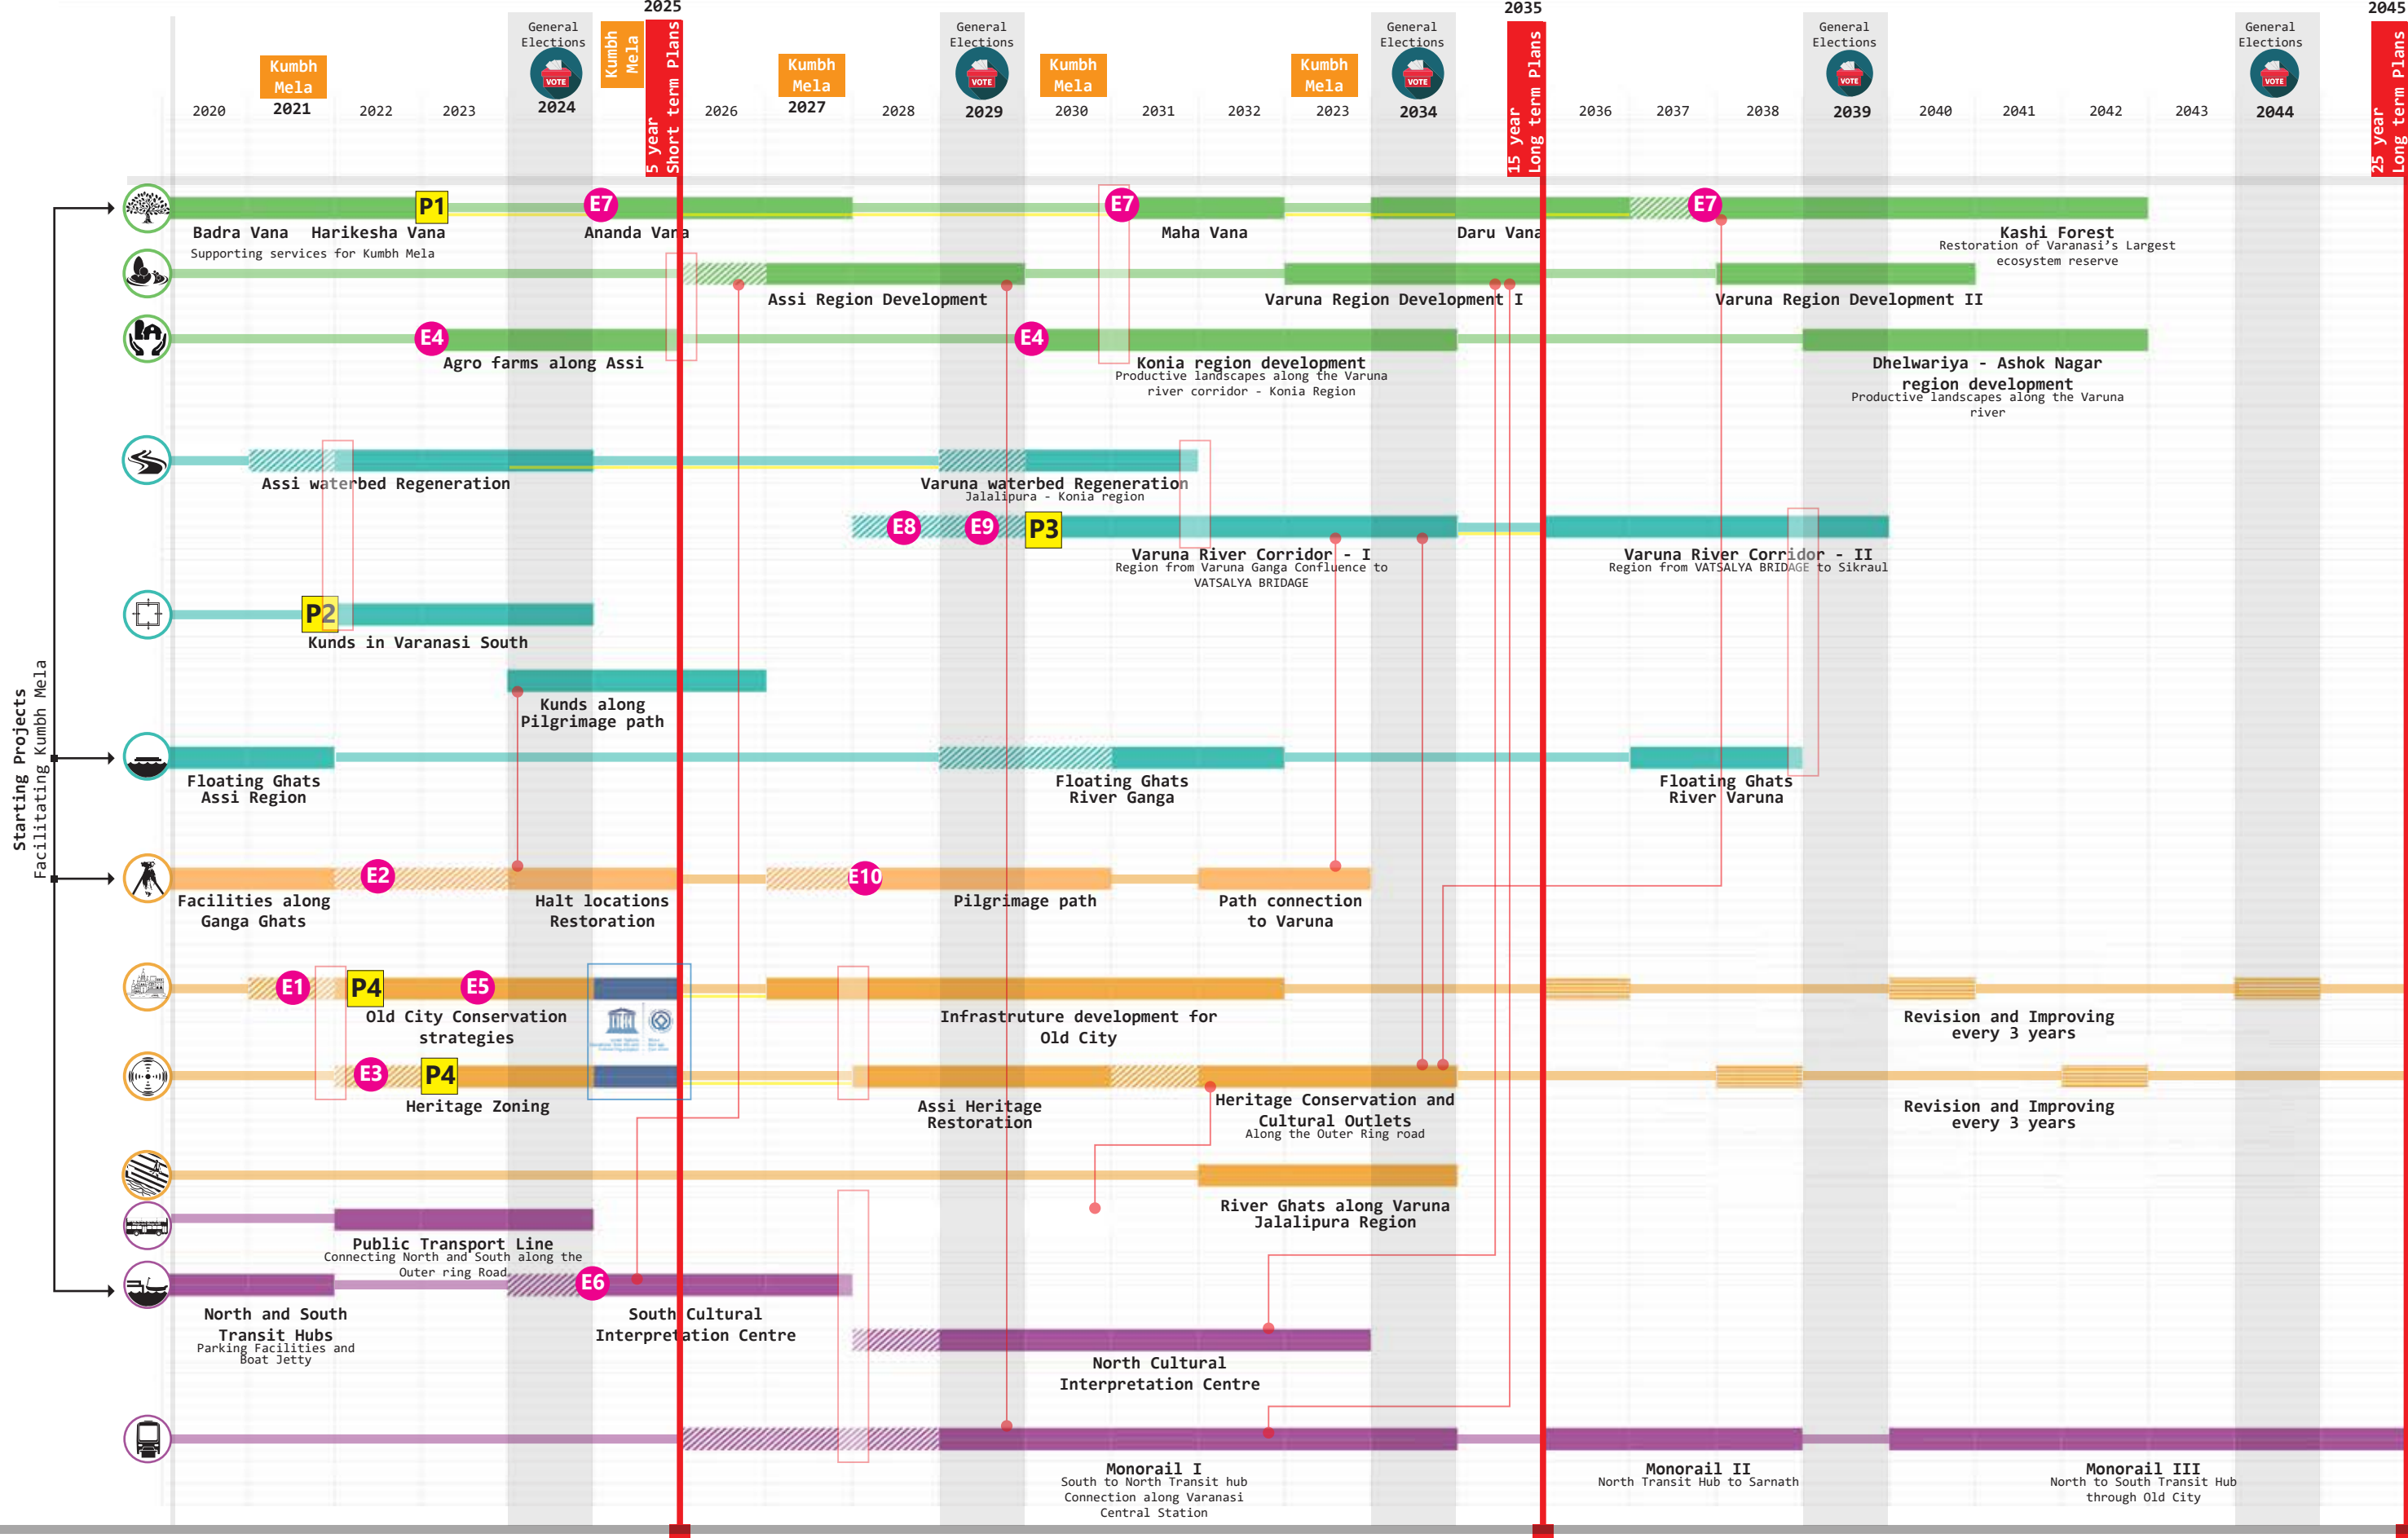 2025
2035
2045
General
Elections
VOTE
General
Elections
VOTE
General
Elections
VOTE
General
Elections
VOTE
General
Elections
VOTE
Kumbh
Mela
Kumbh
Mela
Kumbh
Mela
Kumbh
Mela
Kumbh
Mela
5 year
Short term Plans
15 year
Long term Plans
25 year
Long term Plans
2020 2021 2022 2023 2024 2026 2027 2028 2029 2030 2031 2032 2023 2034 2036 2037 2038 2039 2040 2041 2042 2043 2044
Starting Projects
Facilitating Kumbh Mela
P1 E7 E7 E7
Badra Vana Harikesha Vana Ananda Vana Maha Vana Daru Vana Kashi Forest
Supporting services for Kumbh Mela
Restoration of Varanasi’s Largest
ecosystem reserve
Assi Region Development Varuna Region Development I Varuna Region Development II
E4 E4
Agro farms along Assi
Konia region development
Productive landscapes along the Varuna
river corridor - Konia Region
Dhelwariya - Ashok Nagar
region development
Productive landscapes along the Varuna
river
Assi waterbed Regeneration
Varuna waterbed Regeneration
Jalalipura - Konia region
E8 E9 P3
Varuna River Corridor - I
Region from Varuna Ganga Confluence to
VATSALYA BRIDAGE
Varuna River Corridor - II
Region from VATSALYA BRIDAGE to Sikraul
P2
Kunds in Varanasi South
Kunds along
Pilgrimage path
Floating Ghats
Assi Region
Floating Ghats
River Ganga
Floating Ghats
River Varuna
E2 E10
Facilities along
Ganga Ghats
Halt locations
Restoration
Pilgrimage path
Path connection
to Varuna
E1 P4 E5
Old City Conservation
strategies
Infrastruture development for
Old City
Revision and Improving
every 3 years
E3 P4
Heritage Zoning
Assi Heritage
Restoration
Heritage Conservation and
Cultural Outlets
Along the Outer Ring road
Revision and Improving
every 3 years
River Ghats along Varuna
Jalalipura Region
Public Transport Line
Connecting North and South along the
Outer ring Road
E6
North and South
Transit Hubs
Parking Facilities and
Boat Jetty
South Cultural
Interpretation Centre
North Cultural
Interpretation Centre
Monorail I
South to North Transit hub
Connection along Varanasi
Central Station
Monorail II
North Transit Hub to Sarnath
Monorail III
North to South Transit Hub
through Old City